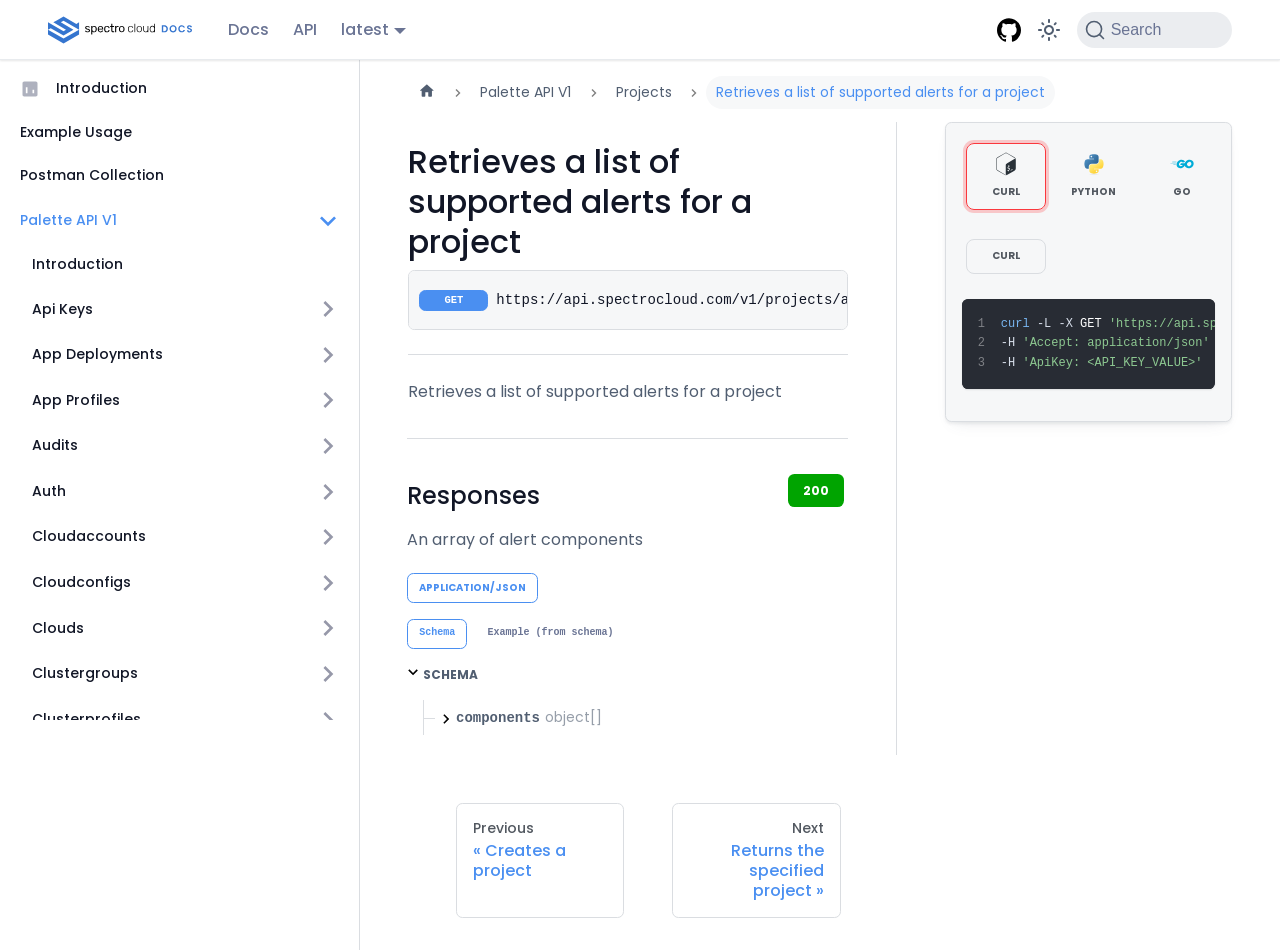 spectro cloud DOCS
Docs
API
latest
Search
Introduction
Example Usage
Postman Collection
Palette API V1
Introduction
Api Keys
App Deployments
App Profiles
Audits
Auth
Cloudaccounts
Cloudconfigs
Clouds
Clustergroups
Clusterprofiles
Palette API V1
Projects
Retrieves a list of supported alerts for a project
Retrieves a list of
supported alerts for a
project
GET https://api.spectrocloud.com/v1/projects/a
Retrieves a list of supported alerts for a project
Responses
200
An array of alert components
APPLICATION/JSON
Schema
Example (from schema)
SCHEMA
components object[]
Previous
« Creates a
project
Next
Returns the
specified
project »
CURL
PYTHON
GO
CURL
1 curl -L -X GET 'https://api.sp
2 -H 'Accept: application/json'
3 -H 'ApiKey: <API_KEY_VALUE>'